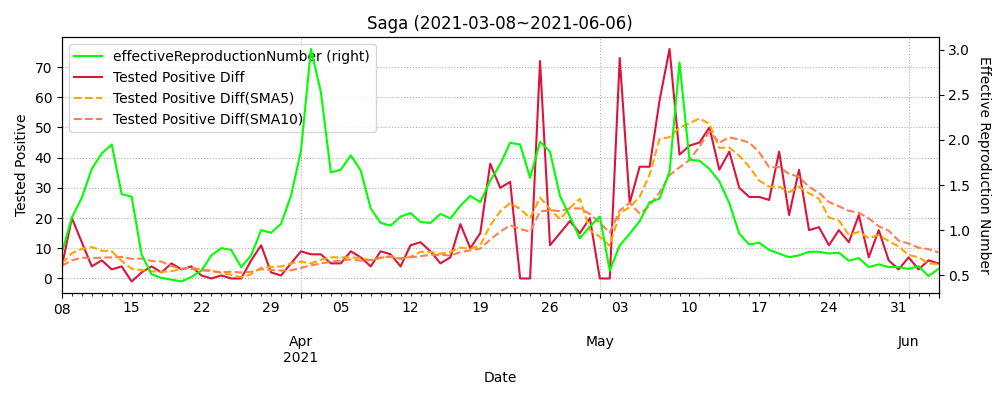 Saga (2021-03-08~2021-06-06)
effectiveReproductionNumber (right)
Tested Positive Diff
Tested Positive Diff(SMA5)
Tested Positive Diff(SMA10)
Tested Positive
70
60
50
40
30
20
10
0
3.0
2.5
2.0
1.5
1.0
0.5
Effective Reproduction Number
08 15 22 29 05 12 19 26 03 10 17 24 31
Apr May Jun
2021
Date